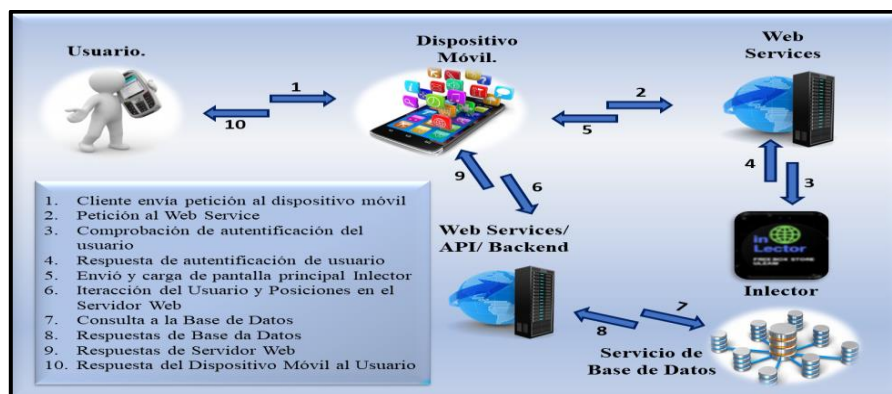 Usuario.
Dispositivo
Móvil.
Web
Services
1
10
2
5
9
6
4
3
1. Cliente envía petición al dispositivo móvil
2. Petición al Web Service
3. Comprobación de autentificación del
usuario
4. Respuesta de autentificación de usuario
5. Envió y carga de pantalla principal Inlector
6. Iteracción del Usuario y Posiciones en el
Servidor Web
7. Consulta a la Base de Datos
8. Respuestas de Base da Datos
9. Respuestas de Servidor Web
10. Respuesta del Dispositivo Móvil al Usuario
Web Services/
API/ Backend
in
Lector
FREE BOX STORE
ULEAM
Inlector
7
8
Servicio de
Base de Datos